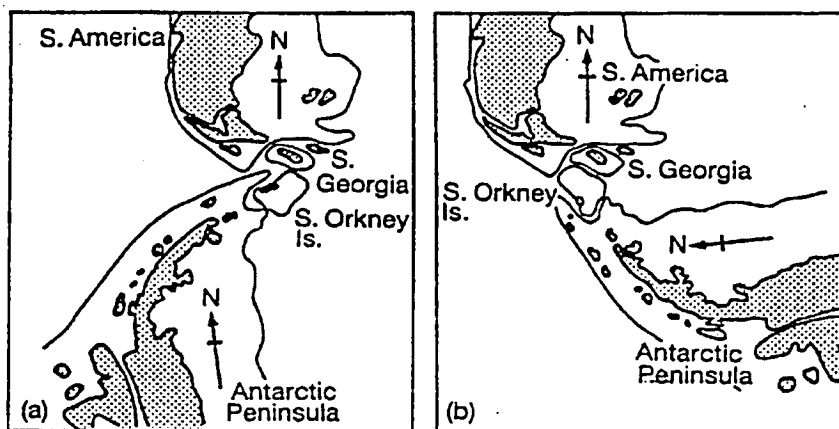 S. America
N
S.
Georgia
S. Orkney
Is.
N
Antarctic
Peninsula
(a)
N
S. America
S. Georgia
S. Orkney
Is.
N
Antarctic
Peninsula
(b)